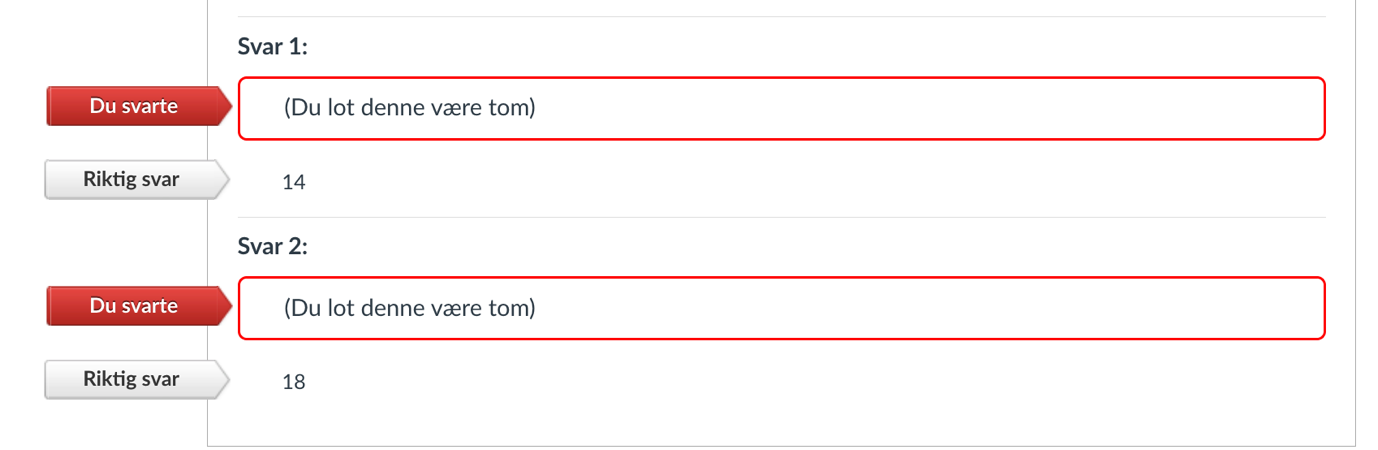 Svar 1:
Du svarte
(Du lot denne være tom)
Riktig svar
14
Svar 2:
Du svarte
(Du lot denne være tom)
Riktig svar
18